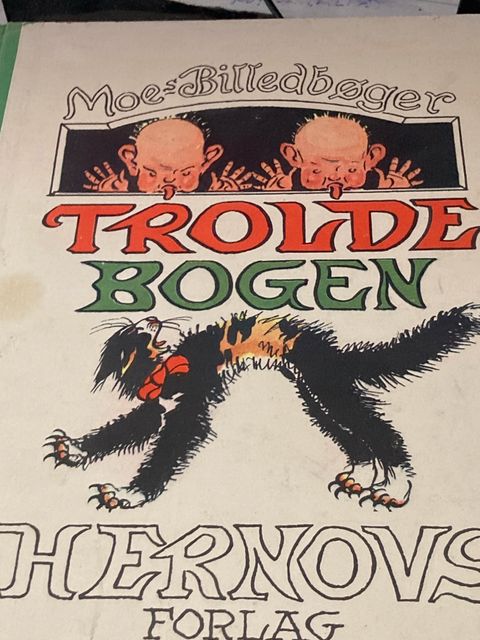 Moe's Billedbøger
TROLDE
BOGEN
HERNOVS
FORLAG